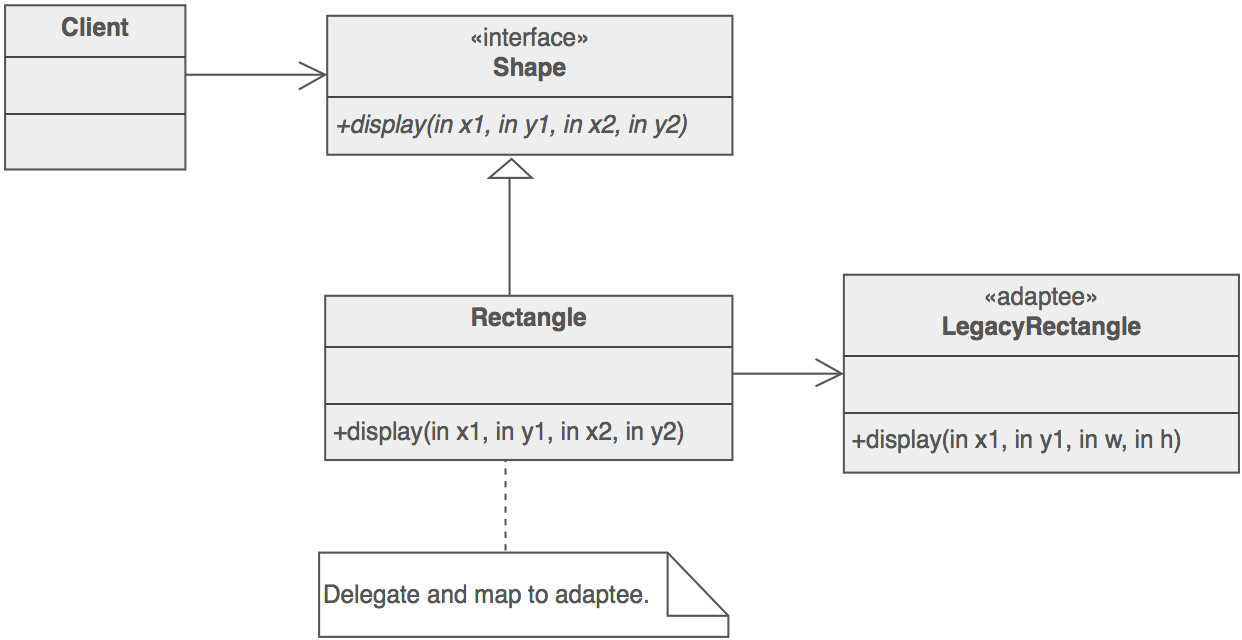 Client
«interface»
Shape
+display(in x1, in y1, in x2, in y2)
Rectangle
+display(in x1, in y1, in x2, in y2)
«adaptee»
LegacyRectangle
+display(in x1, in y1, in w, in h)
Delegate and map to adaptee.